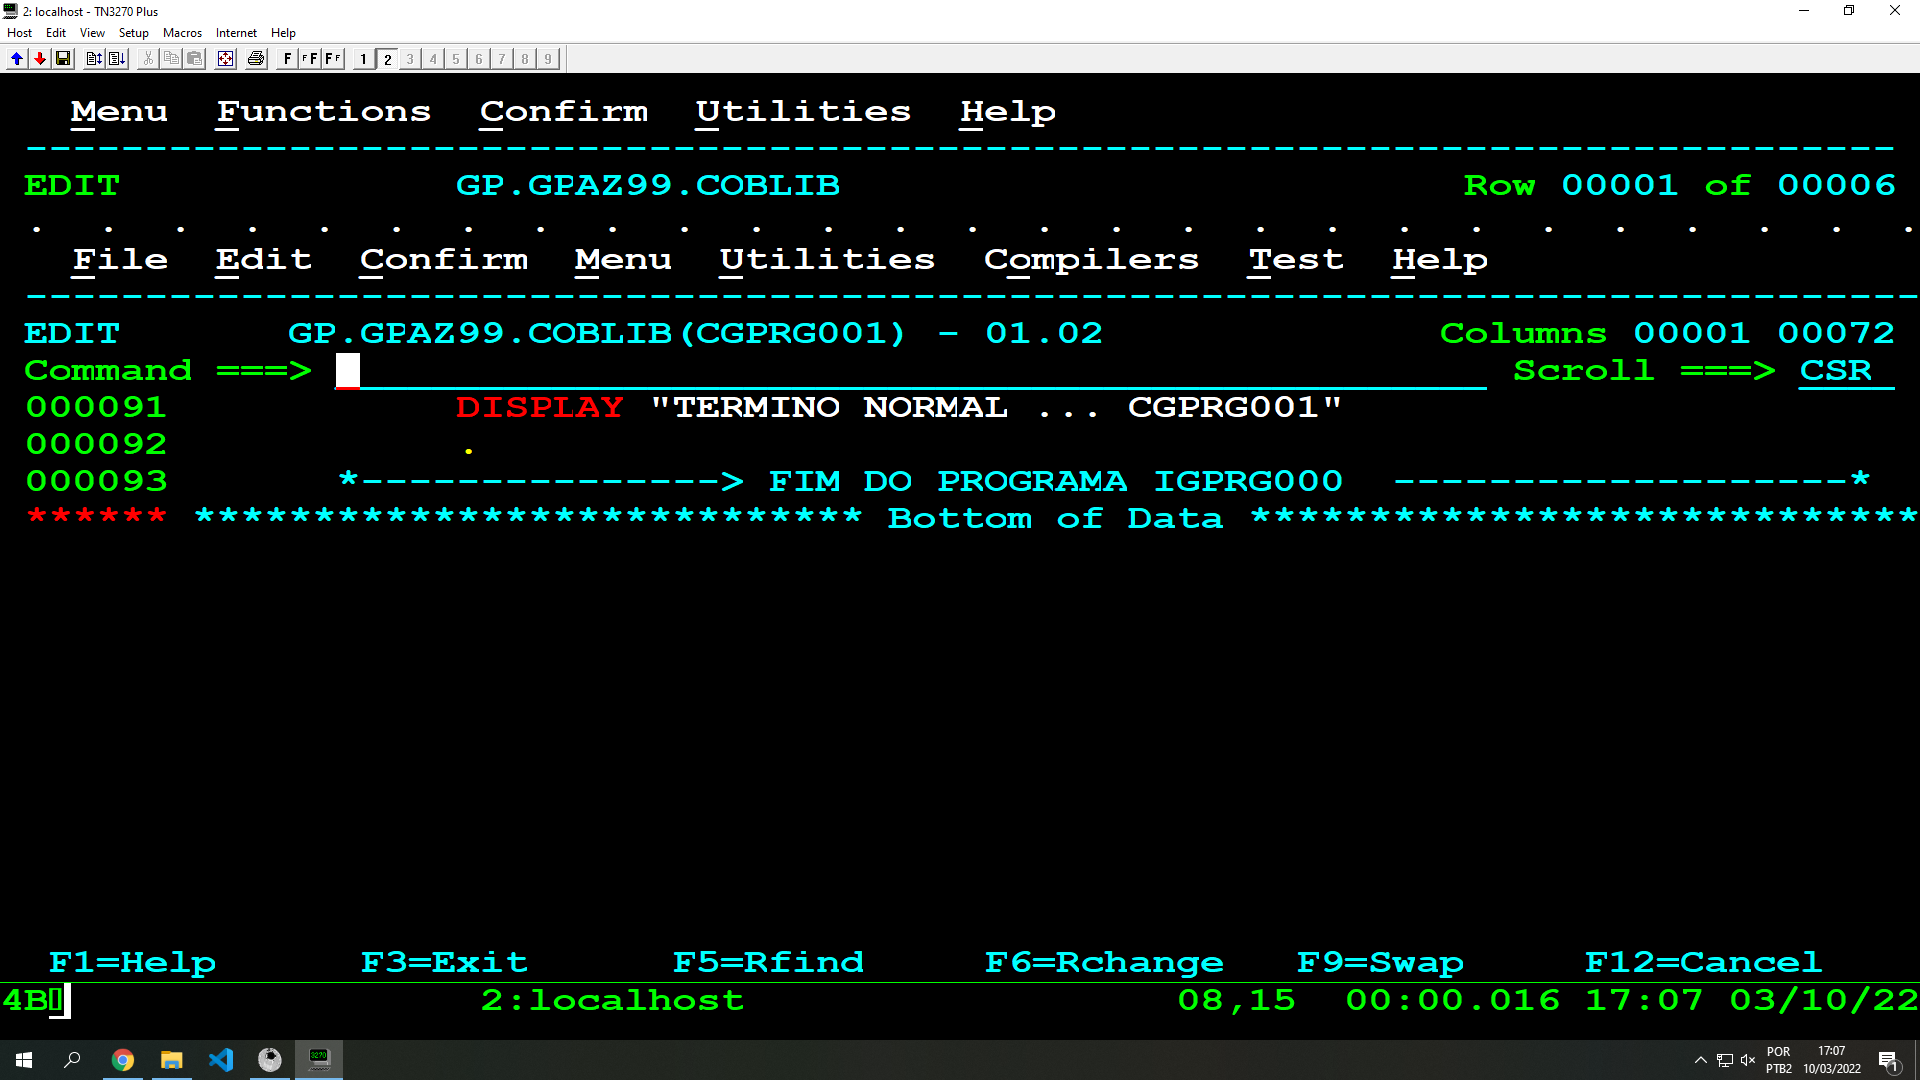 2: localhost - TN3270 Plus
Host Edit View Setup Macros Internet Help
F FF FF 1 2 3 4 5 6 7 8 9
Menu Functions Confirm Utilities Help
------------------------------------------------------------------------------
EDIT GP.GPAZ99.COBLIB Row 00001 of 00006
. . . . . . . . . . . . . . . . . . . . . . . . . . .
File Edit Confirm Menu Utilities Compilers Test Help
-------------------------------------------------------------------------------
EDIT GP.GPAZ99.COBLIB(CGPRG001) - 01.02 Columns 00001 00072
Command ===> Scroll ===> CSR
000091 DISPLAY "TERMINO NORMAL ... CGPRG001"
000092 .
000093 *---------------> FIM DO PROGRAMA IGPRG000 -------------------*
****** **************************** Bottom of Data ****************************
F1=Help F3=Exit F5=Rfind F6=Rchange F9=Swap F12=Cancel
4B 2:localhost 08,15 00:00.016 17:07 03/10/22
3270
POR
PTB2
17:07
10/03/2022
1